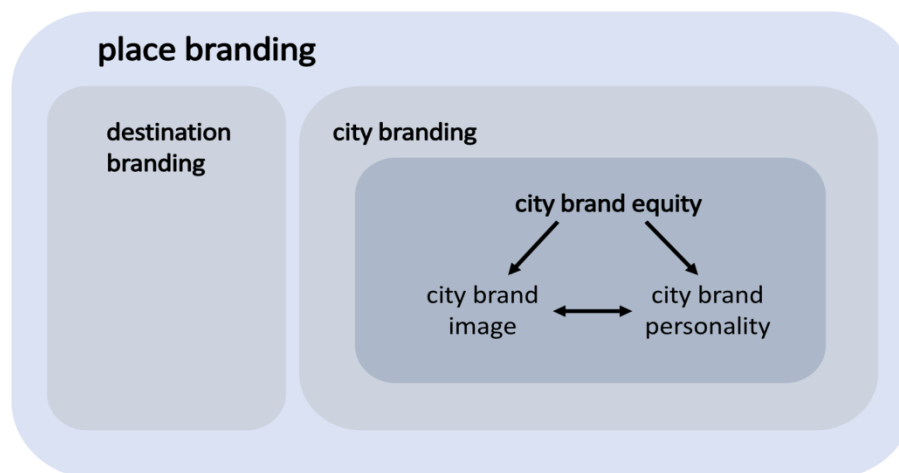 place branding
destination
branding
city branding
city brand equity
city brand
image
city brand
personality